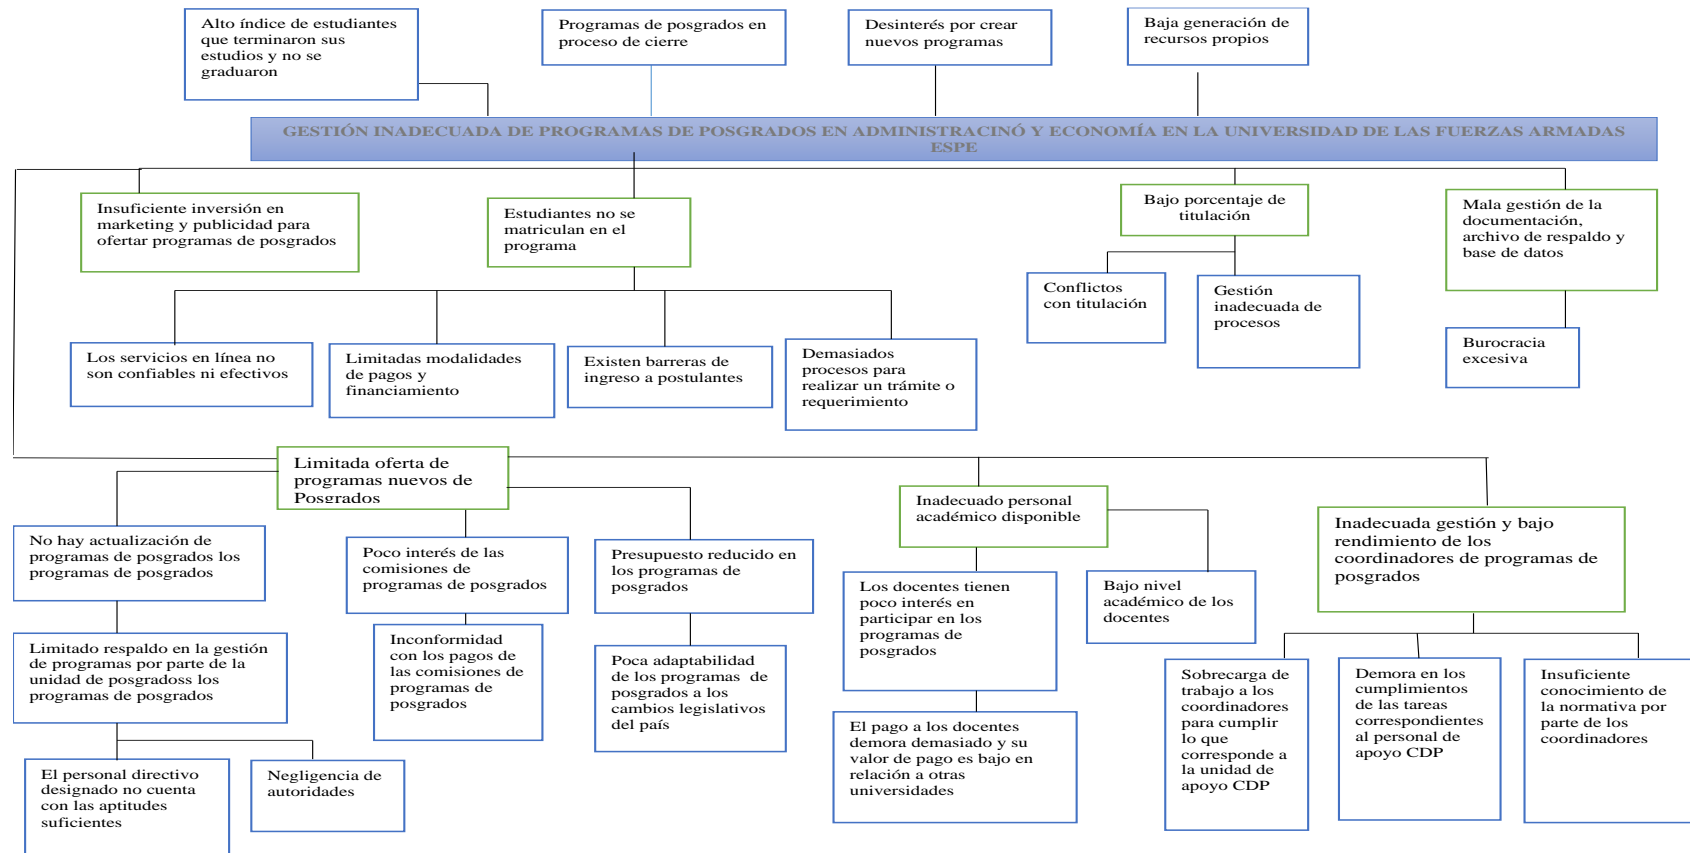 Alto índice de estudiantes
que terminaron sus
estudios y no se
graduaron
Programas de posgrados en
proceso de cierre
Desinterés por crear
nuevos programas
Baja generación de
recursos propios
GESTIÓN INADECUADA DE PROGRAMAS DE POSGRADOS EN ADMINISTRACINÓ Y ECONOMÍA EN LA UNIVERSIDAD DE LAS FUERZAS ARMADAS
ESPE
Insuficiente inversión en
marketing y publicidad para
ofertar programas de posgrados
Estudiantes no se
matriculan en el
programa
Bajo porcentaje de
titulación
Mala gestión de la
documentación,
archivo de respaldo y
base de datos
Conflictos
con titulación
Gestión
inadecuada de
procesos
Burocracia
excesiva
Los servicios en línea no
son confiables ni efectivos
Limitadas modalidades
de pagos y
financiamiento
Existen barreras de
ingreso a postulantes
Demasiados
procesos para
realizar un trámite o
requerimiento
Limitada oferta de
programas nuevos de
Posgrados
Inadecuado personal
académico disponible
Inadecuada gestión y bajo
rendimiento de los
coordinadores de programas de
posgrados
No hay actualización de
programas de posgrados los
programas de posgrados
Poco interés de las
comisiones de
programas de posgrados
Presupuesto reducido en
los programas de
posgrados
Los docentes tienen
poco interés en
participar en los
programas de
posgrados
Bajo nivel
académico de los
docentes
Limitado respaldo en la gestión
de programas por parte de la
unidad de posgradoss los
programas de posgrados
Inconformidad
con los pagos de
las comisiones de
programas de
posgrados
Poca adaptabilidad
de los programas de
posgrados a los
cambios legislativos
del país
Sobrecarga de
trabajo a los
coordinadores
para cumplir
lo que
corresponde a
la unidad de
apoyo CDP
Demora en los
cumplimientos
de las tareas
correspondientes
al personal de
apoyo CDP
Insuficiente
conocimiento de
la normativa por
parte de los
coordinadores
El pago a los docentes
demora demasiado y su
valor de pago es bajo en
relación a otras
universidades
El personal directivo
designado no cuenta
con las aptitudes
suficientes
Negligencia de
autoridades